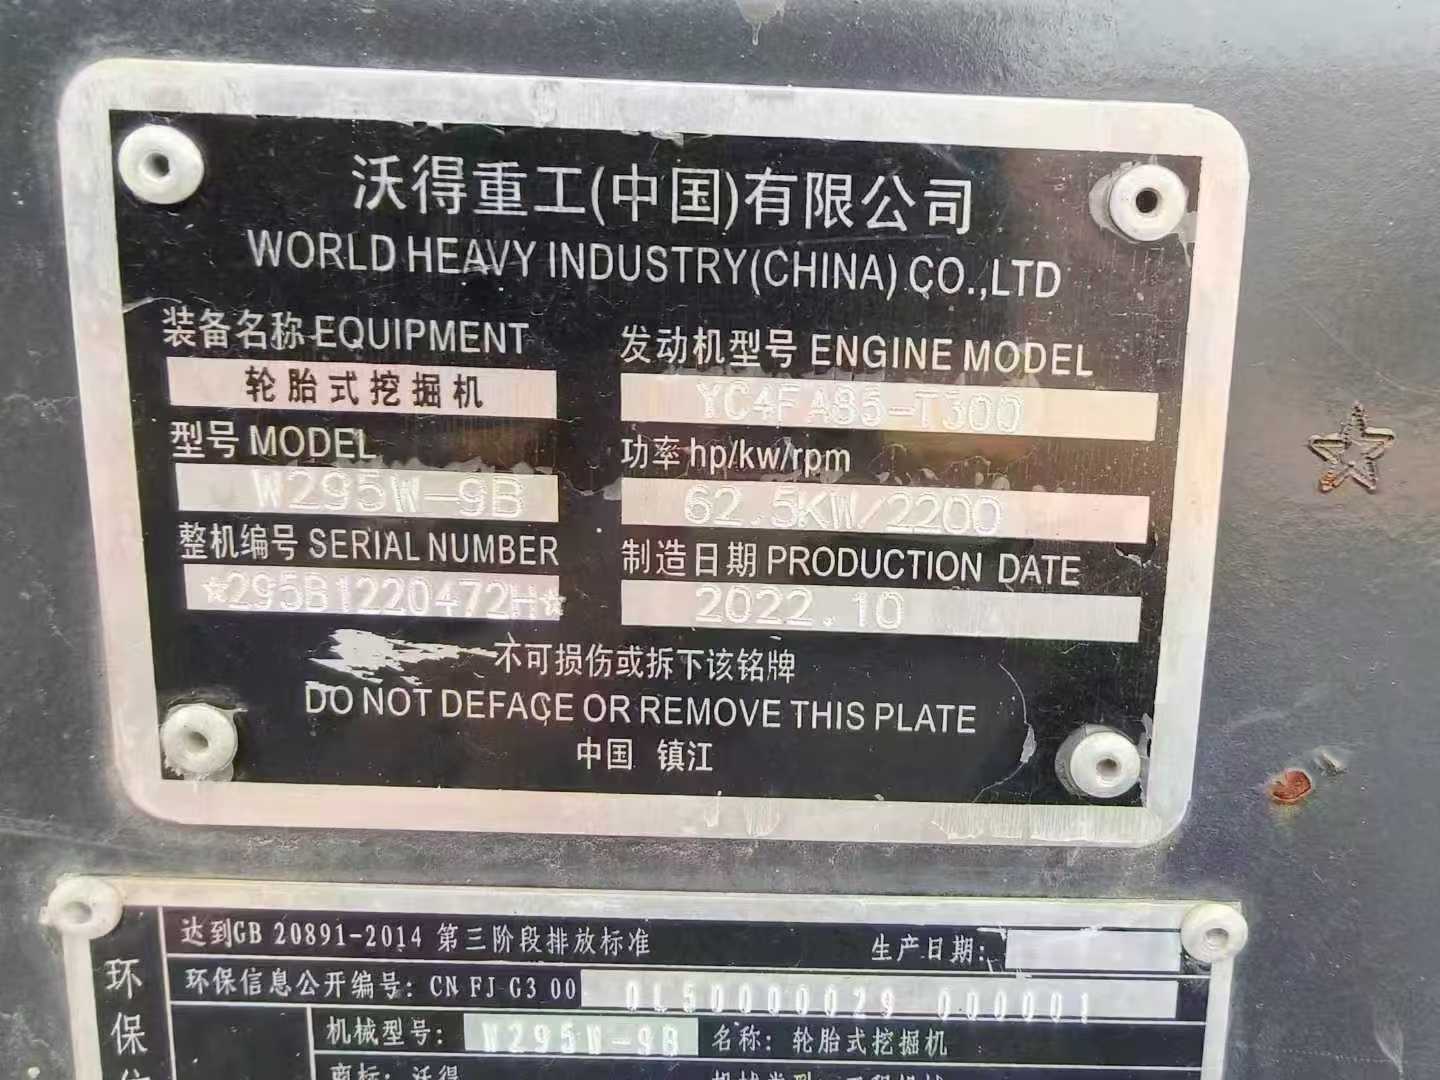 沃得重工(中国)有限公司
WORLD HEAVY INDUSTRY(CHINA) CO.,LTD
装备名称 EQUIPMENT
轮胎式挖掘机
型号 MODEL
W295W-9B
整机编号 SERIAL NUMBER
☆295B1220472H☆
发动机型号 ENGINE MODEL
YC4FA85-T300
功率 hp/kw/rpm
62.5KW/2200
制造日期 PRODUCTION DATE
2022.10
不可损伤或拆下该铭牌
DO NOT DEFACE OR REMOVE THIS PLATE
中国 镇江
环保
达到GB 20891-2014 第三阶段排放标准 生产日期:
环保信息公开编号: CN FJ G3 00 0L50000029 000001
机械型号: W295W-9B 名称: 轮胎式挖掘机
商标: 沃得